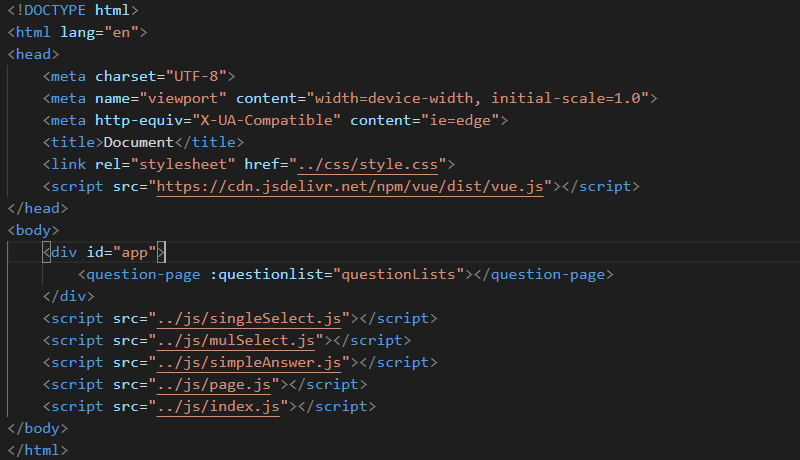 <!DOCTYPE html>
<html lang="en">
<head>
    <meta charset="UTF-8">
    <meta name="viewport" content="width=device-width, initial-scale=1.0">
    <meta http-equiv="X-UA-Compatible" content="ie=edge">
    <title>Document</title>
    <link rel="stylesheet" href="../css/style.css">
    <script src="https://cdn.jsdelivr.net/npm/vue/dist/vue.js"></script>
</head>
<body>
    <div id="app">
        <question-page :questionlist="questionLists"></question-page>
    </div>
    <script src="../js/singleSelect.js"></script>
    <script src="../js/mulSelect.js"></script>
    <script src="../js/simpleAnswer.js"></script>
    <script src="../js/page.js"></script>
    <script src="../js/index.js"></script>
</body>
</html>